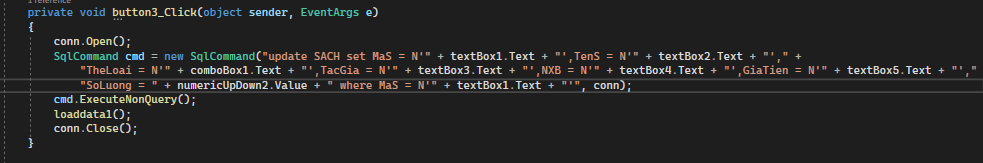 1 reference
private void button3_Click(object sender, EventArgs e)
{
conn.Open();
SqlCommand cmd = new SqlCommand("update SACH set MaS = N'" + textBox1.Text + "',TenS = N'" + textBox2.Text + "'," +
"TheLoai = N'" + comboBox1.Text + "',TacGia = N'" + textBox3.Text + "',NXB = N'" + textBox4.Text + "',GiaTien = N'" + textBox5.Text + "',"
"SoLuong = " + numericUpDown2.Value + " where MaS = N'" + textBox1.Text + "'", conn);
cmd.ExecuteNonQuery();
loaddata1();
conn.Close();
}